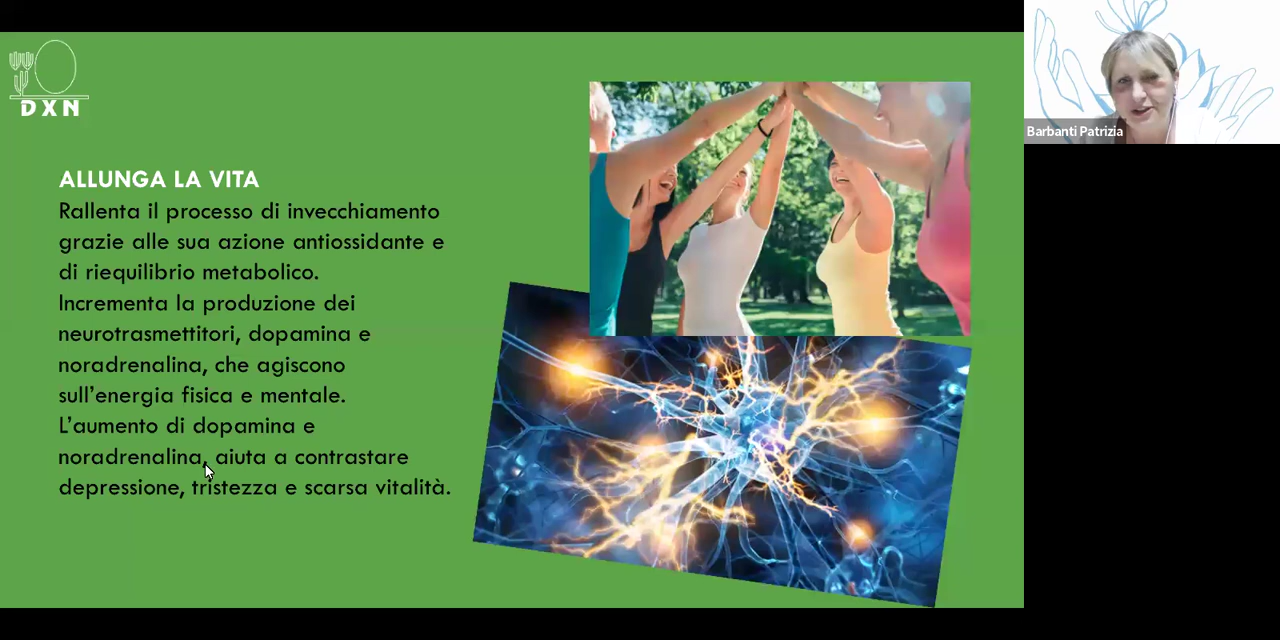 DXN
ALLUNGA LA VITA
Rallenta il processo di invecchiamento
grazie alle sua azione antiossidante e
di riequilibrio metabolico.
Incrementa la produzione dei
neurotrasmettitori, dopamina e
noradrenalina, che agiscono
sull’energia fisica e mentale.
L’aumento di dopamina e
noradrenalina, aiuta a contrastare
depressione, tristezza e scarsa vitalità.
Barbanti Patrizia